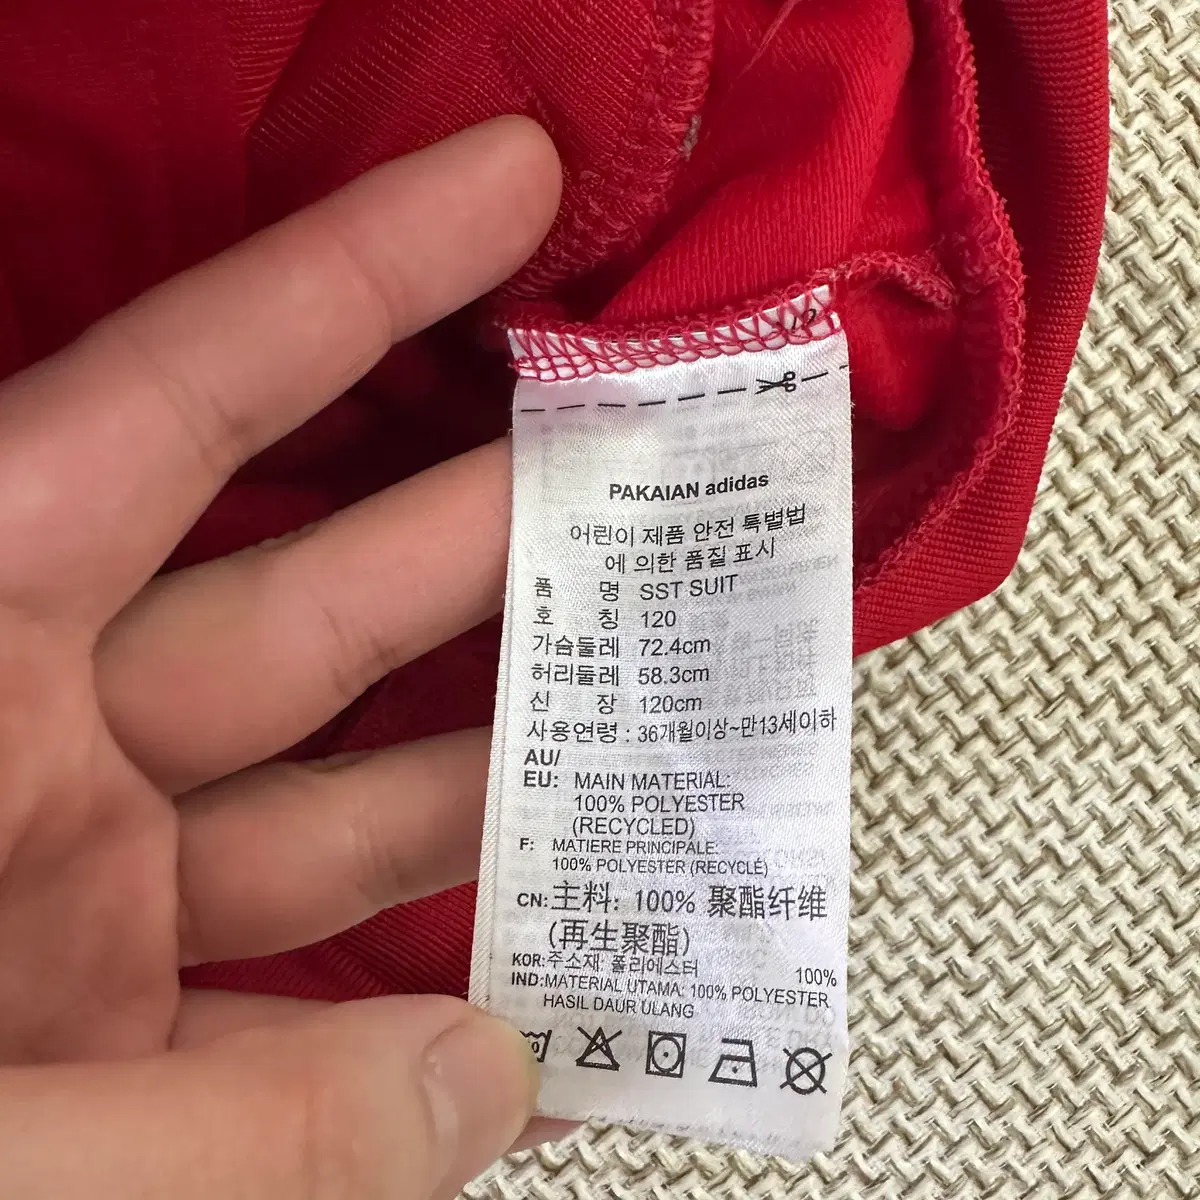 PAKAIAN adidas
어린이 제품 안전 특별법
에 의한 품질 표시
품 명 SST SUIT
호 칭 120
가슴둘레 72.4cm
허리둘레 58.3cm
신 장 120cm
사용연령 : 36개월이상~만13세이하
AU/
EU: MAIN MATERIAL:
100% POLYESTER
(RECYCLED)
F: MATIERE PRINCIPALE:
100% POLYESTER (RECYCLÉ)
CN: 主料: 100% 聚酯纤维
(再生聚酯)
KOR:주소재: 폴리에스터 100%
IND:MATERIAL UTAMA: 100% POLYESTER
HASIL DAUR ULANG